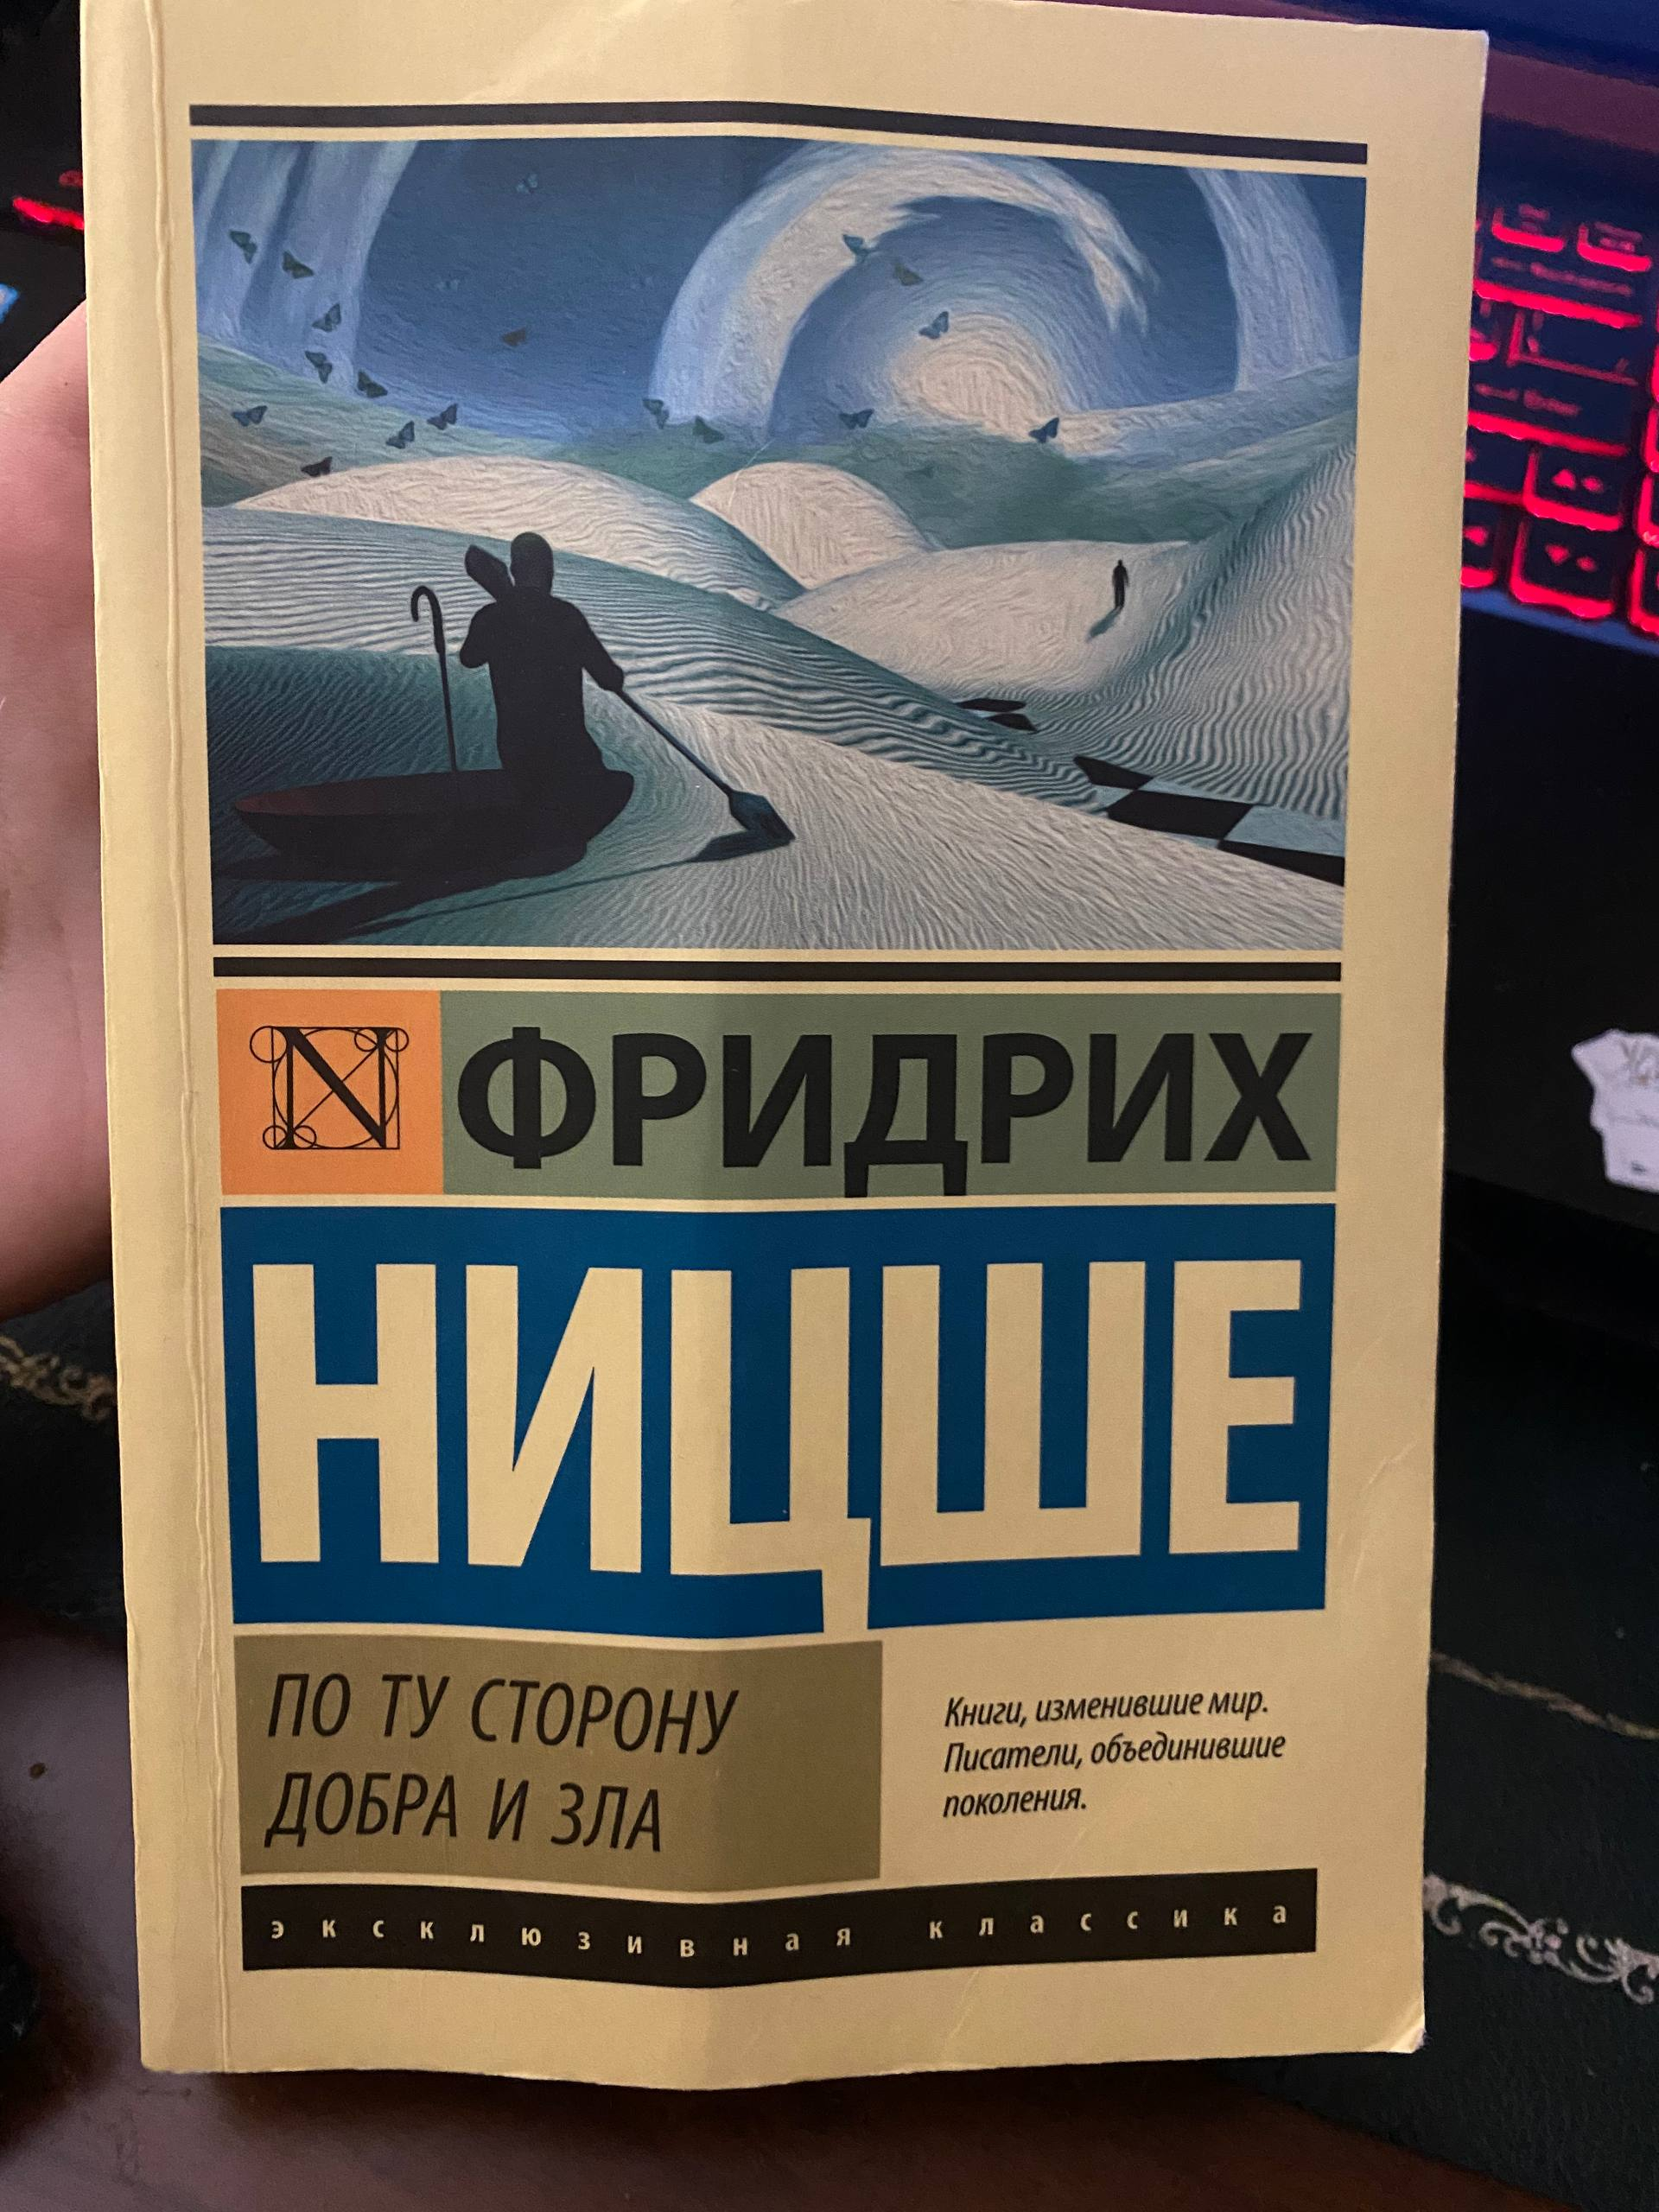 N ФРИДРИХ
НИЦШЕ
ПО ТУ СТОРОНУ
ДОБРА И ЗЛА
Книги, изменившие мир.
Писатели, объединившие
поколения.
эксклюзивная классика